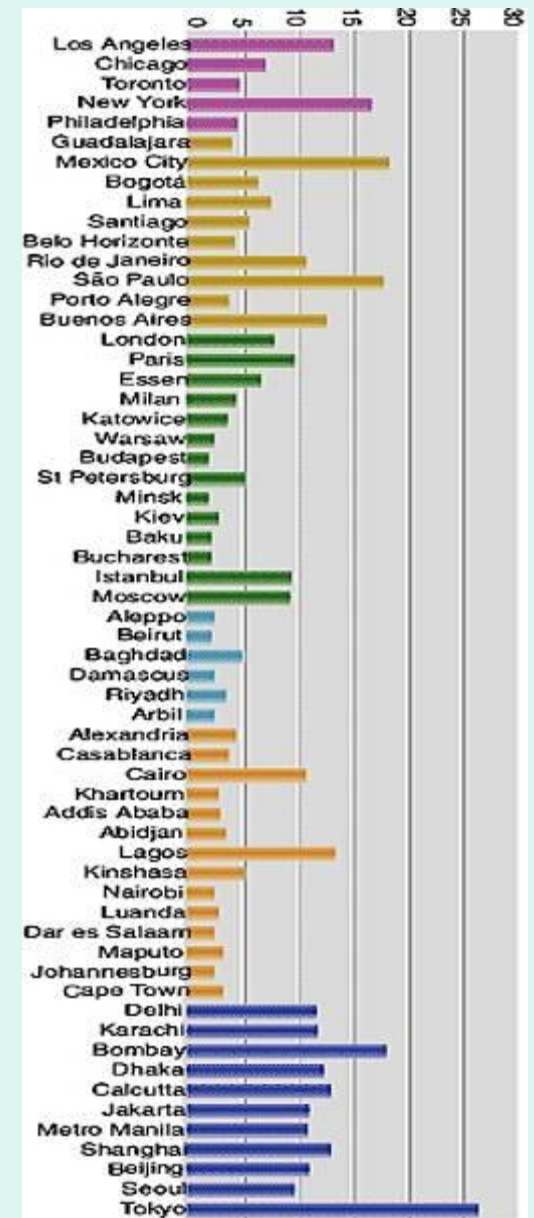 0 5 10 15 20 25 30
Los Angeles
Chicago
Toronto
New York
Philadelphia
Guadalajara
Mexico City
Bogotá
Lima
Santiago
Belo Horizonte
Rio de Janeiro
São Paulo
Porto Alegre
Buenos Aires
London
Paris
Essen
Milan
Katowice
Warsaw
Budapest
St Petersburg
Minsk
Kiev
Baku
Bucharest
Istanbul
Moscow
Aleppo
Beirut
Baghdad
Damascus
Riyadh
Arbil
Alexandria
Casablanca
Cairo
Khartoum
Addis Ababa
Abidjan
Lagos
Kinshasa
Nairobi
Luanda
Dar es Salaam
Maputo
Johannesburg
Cape Town
Delhi
Karachi
Bombay
Dhaka
Calcutta
Jakarta
Metro Manila
Shanghai
Beijing
Seoul
Tokyo